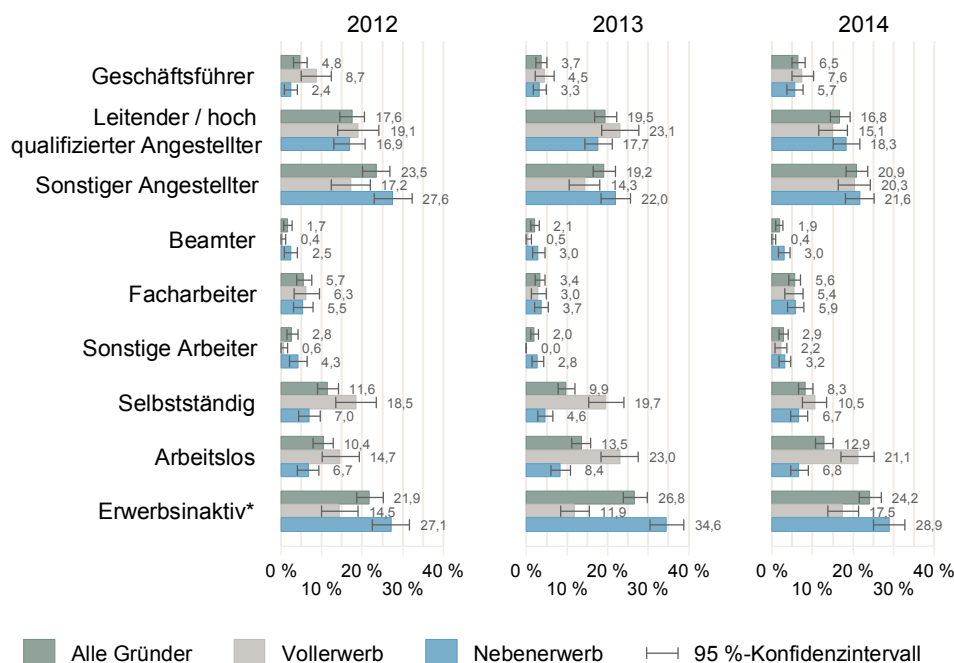 2012 2013 2014
Geschäftsführer 4,8 8,7 2,4 3,7 4,5 3,3 6,5 7,6 5,7
Leitender / hoch
qualifizierter Angestellter 17,6 19,1 16,9 19,5 23,1 17,7 16,8 15,1 18,3
Sonstiger Angestellter 23,5 17,2 27,6 19,2 14,3 22,0 20,9 20,3 21,6
Beamter 1,7 0,4 2,5 2,1 0,5 3,0 1,9 0,4 3,0
Facharbeiter 5,7 6,3 5,5 3,4 3,0 3,7 5,6 5,4 5,9
Sonstige Arbeiter 2,8 0,6 4,3 2,0 0,0 2,8 2,9 2,2 3,2
Selbstständig 11,6 18,5 7,0 9,9 19,7 4,6 8,3 10,5 6,7
Arbeitslos 10,4 14,7 6,7 13,5 23,0 8,4 12,9 21,1 6,8
Erwerbsinaktiv* 21,9 14,5 27,1 26,8 11,9 34,6 24,2 17,5 28,9
0 % 20 % 40 % 0 % 20 % 40 % 0 % 20 % 40 %
10 % 30 % 10 % 30 % 10 % 30 %
Alle Gründer Vollerwerb Nebenerwerb 95 %-Konfidenzintervall